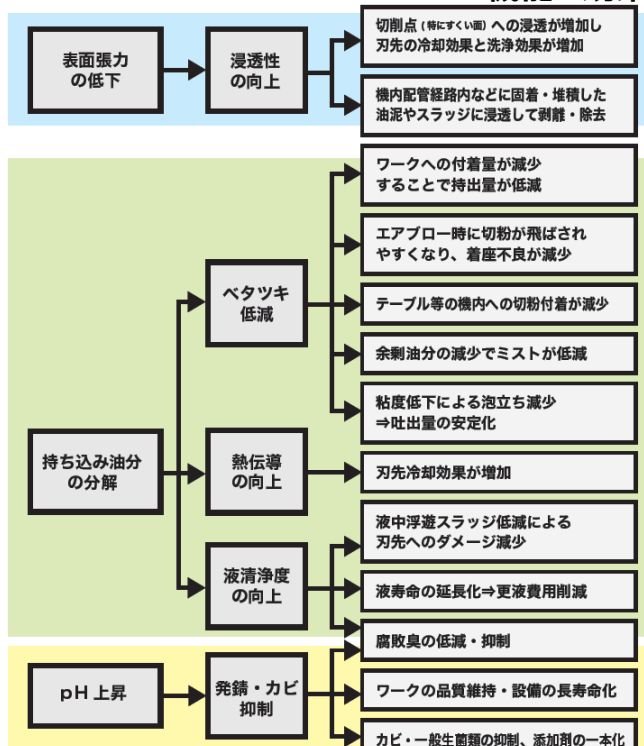 表面張力
の低下
浸透性
の向上
切削点(特にすくい面)への浸透が増加し
刃先の冷却効果と洗浄効果が増加
機内配管経路内などに固着・堆積した
油泥やスラッジに浸透して剥離・除去
持ち込み油分
の分解
ベタツキ
低減
ワークへの付着量が減少
することで持出量が低減
エアブロー時に切粉が飛ばされ
やすくなり、着座不良が減少
テーブル等の機内への切粉付着が減少
余剰油分の減少でミストが低減
粘度低下による泡立ち減少
⇒吐出量の安定化
熱伝導
の向上
刃先冷却効果が増加
液清浄度
の向上
液中浮遊スラッジ低減による
刃先へのダメージ減少
液寿命の延長化⇒更液費用削減
腐敗臭の低減・抑制
pH 上昇
発錆・カビ
抑制
ワークの品質維持・設備の長寿命化
カビ・一般生菌類の抑制、添加剤の一本化